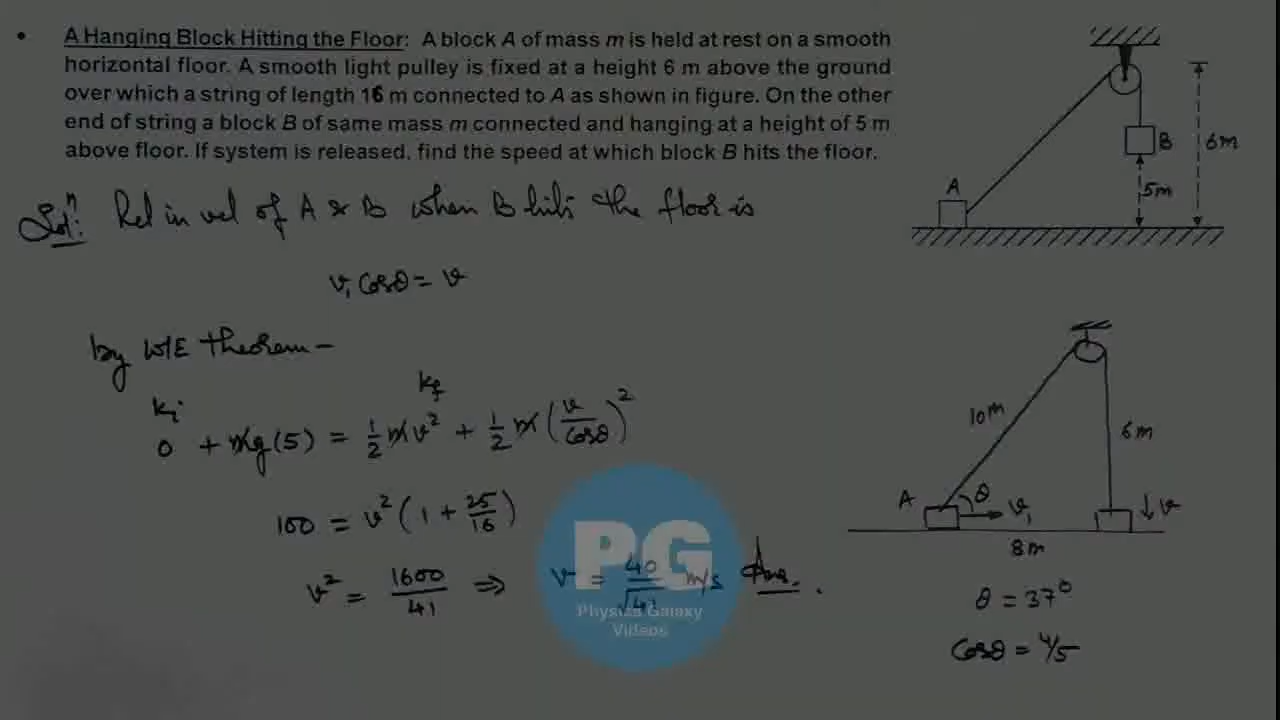 • A Hanging Block Hitting the Floor: A block A of mass m is held at rest on a smooth
horizontal floor. A smooth light pulley is fixed at a height 6 m above the ground
over which a string of length 16 m connected to A as shown in figure. On the other
end of string a block B of same mass m connected and hanging at a height of 5 m
above floor. If system is released, find the speed at which block B hits the floor.
A
B
5m
6m
Solⁿ: Rel in vel of A & B when B hits the floor is
v₁ cosθ = v
by W/E theorem –
Kᵢ
K_f
0 + mg(5) = 1/2 mv² + 1/2 m(v/cosθ)²
100 = v²(1 + 25/16)
v² = 1600/41 ⇒ v = 40/√41 m/s Ans.
10m
6m
A
θ
v₁
v
8m
θ = 37°
cosθ = 4/5
PG
Physics Galaxy
Videos